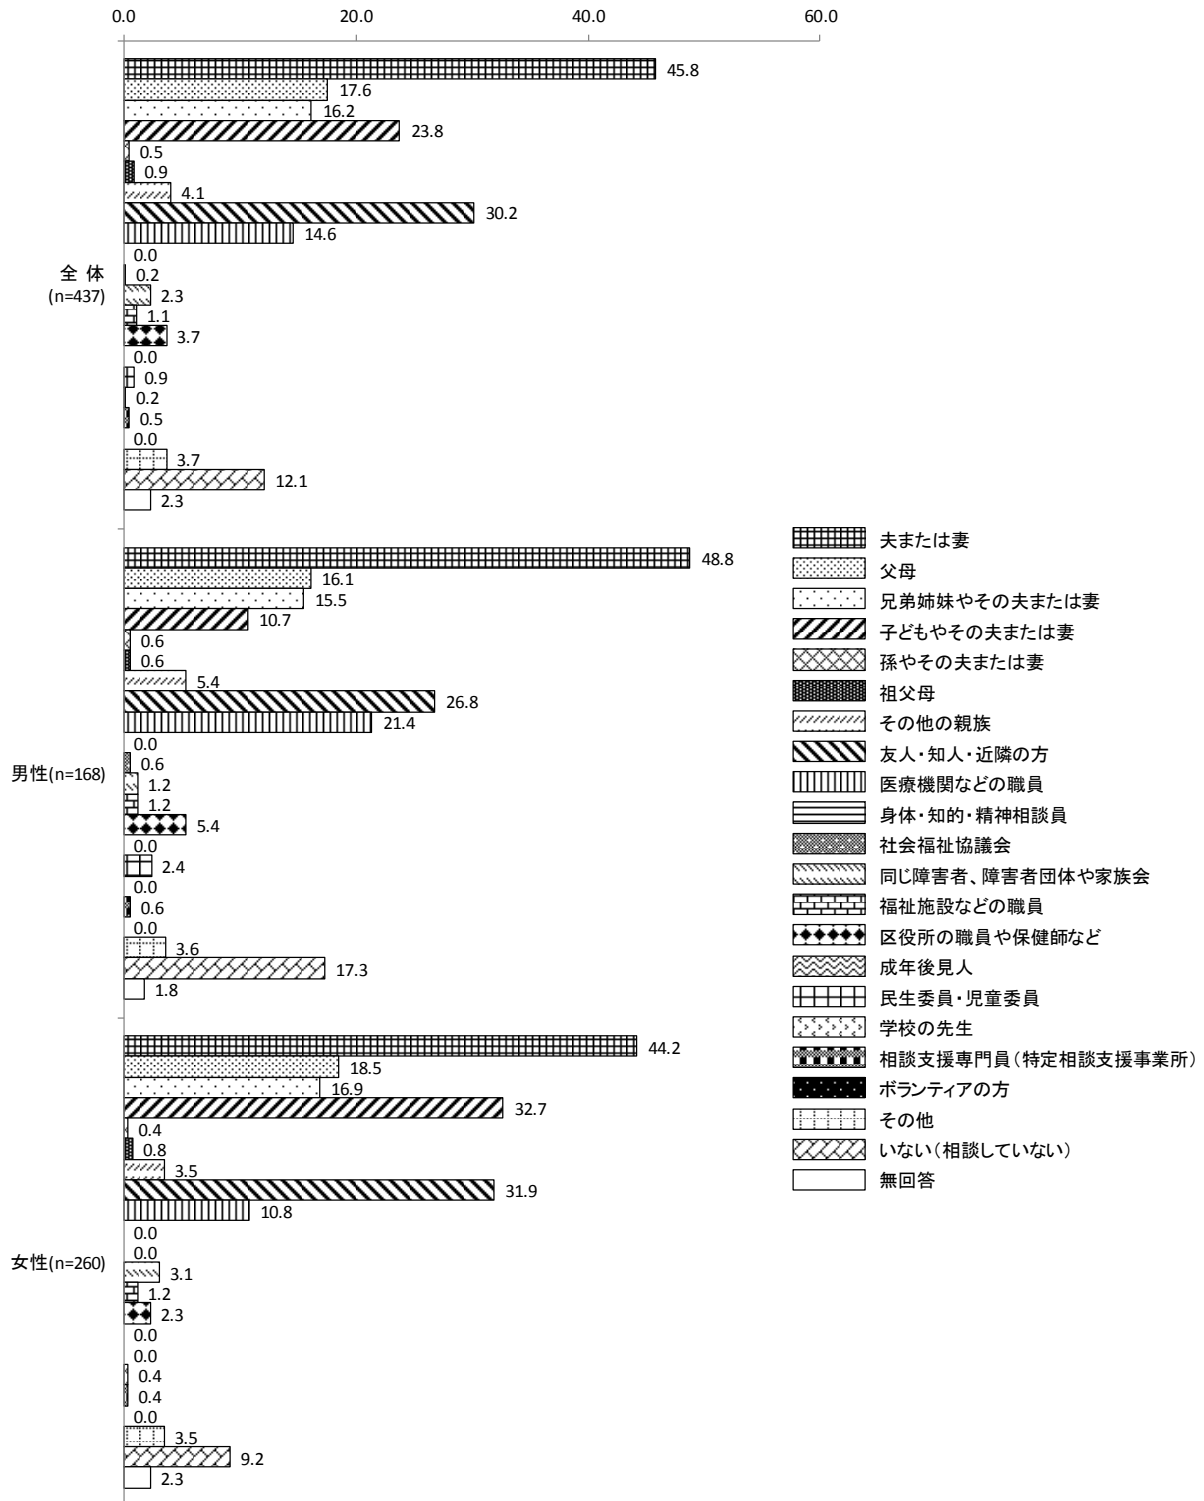 0.0 20.0 40.0 60.0
45.8
17.6
16.2
23.8
0.5
0.9
4.1
30.2
14.6
0.0
全 体
(n=437)
0.2
2.3
1.1
3.7
0.0
0.9
0.2
0.5
0.0
3.7
12.1
2.3
48.8
16.1
15.5
10.7
0.6
0.6
5.4
26.8
21.4
0.0
男性(n=168)
0.6
1.2
1.2
5.4
0.0
2.4
0.0
0.6
0.0
3.6
17.3
1.8
44.2
18.5
16.9
32.7
0.4
0.8
3.5
31.9
10.8
0.0
女性(n=260)
0.0
3.1
1.2
2.3
0.0
0.0
0.4
0.4
0.0
3.5
9.2
2.3
夫または妻
父母
兄弟姉妹やその夫または妻
子どもやその夫または妻
孫やその夫または妻
祖父母
その他の親族
友人・知人・近隣の方
医療機関などの職員
身体・知的・精神相談員
社会福祉協議会
同じ障害者、障害者団体や家族会
福祉施設などの職員
区役所の職員や保健師など
成年後見人
民生委員・児童委員
学校の先生
相談支援専門員（特定相談支援事業所）
ボランティアの方
その他
いない（相談していない）
無回答